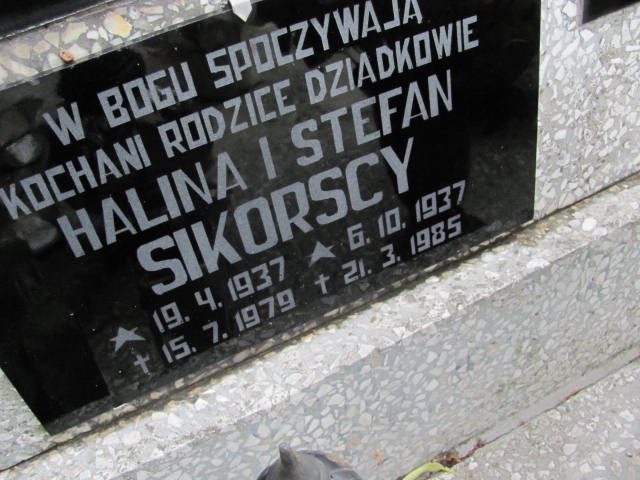 W BOGU SPOCZYWAJĄ
KOCHANI RODZICE DZIADKOWIE
HALINA I STEFAN
SIKORSCY
19. 4. 1937 6. 10. 1937
15. 7. 1979 21. 3. 1985